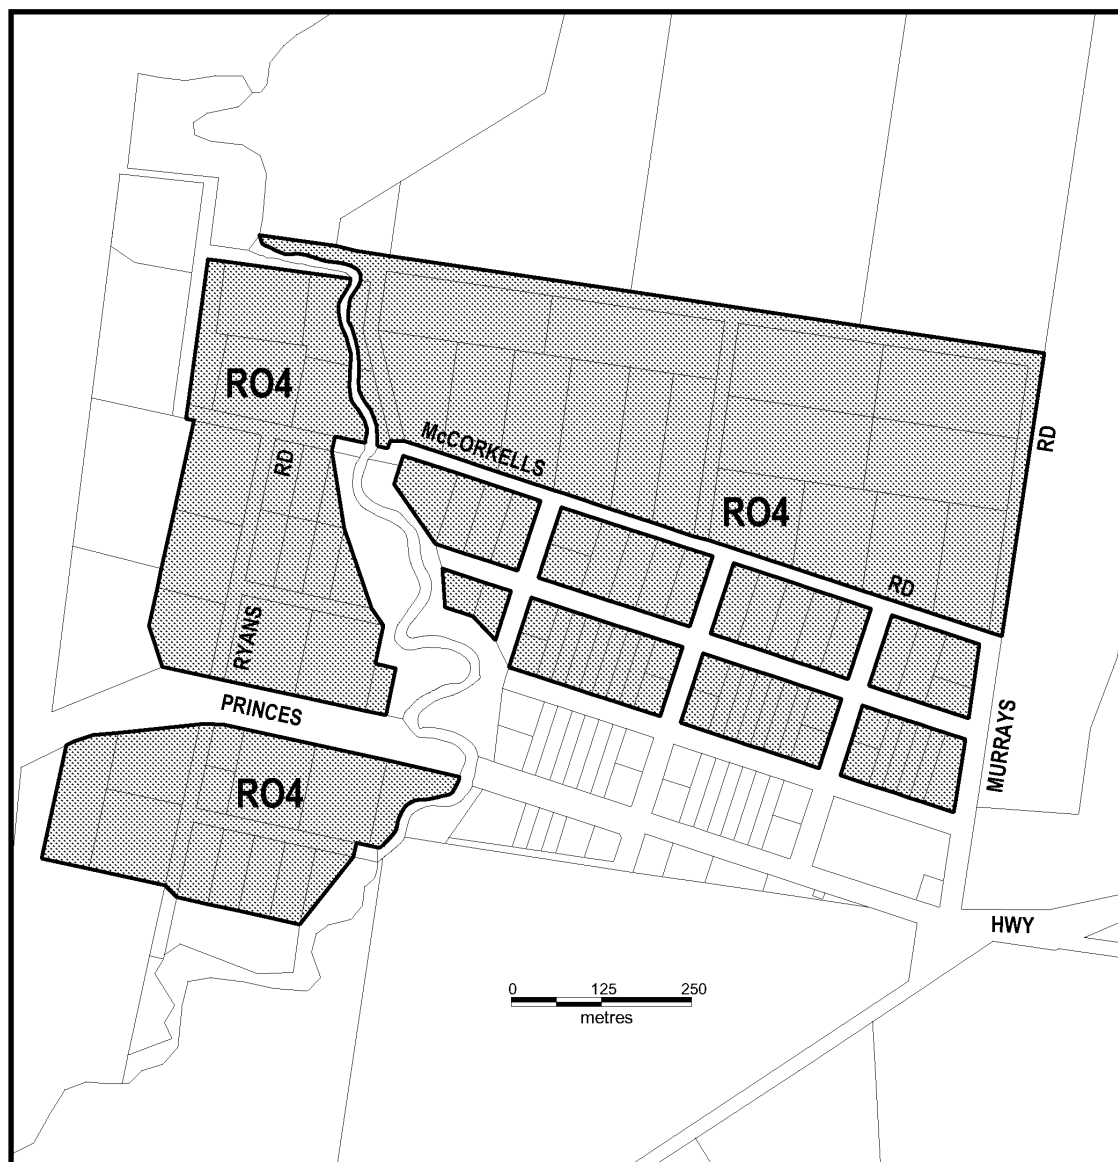 RO4
McCORKELLS
RD
RD
RO4
RD
RYANS
PRINCES
MURRAYS
RO4
HWY
0 125 250
metres